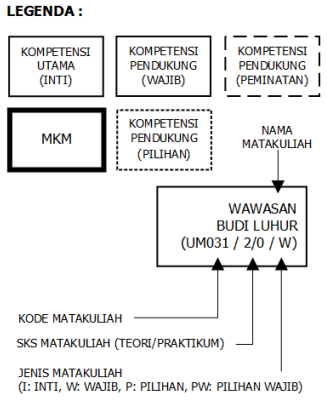 LEGENDA :
KOMPETENSI
UTAMA
(INTI)
KOMPETENSI
PENDUKUNG
(WAJIB)
KOMPETENSI
PENDUKUNG
(PEMINATAN)
MKM
KOMPETENSI
PENDUKUNG
(PILIHAN)
NAMA
MATAKULIAH
WAWASAN
BUDI LUHUR
(UM031 / 2/0 / W)
KODE MATAKULIAH
SKS MATAKULIAH (TEORI/PRAKTIKUM)
JENIS MATAKULIAH
(I: INTI, W: WAJIB, P: PILIHAN, PW: PILIHAN WAJIB)